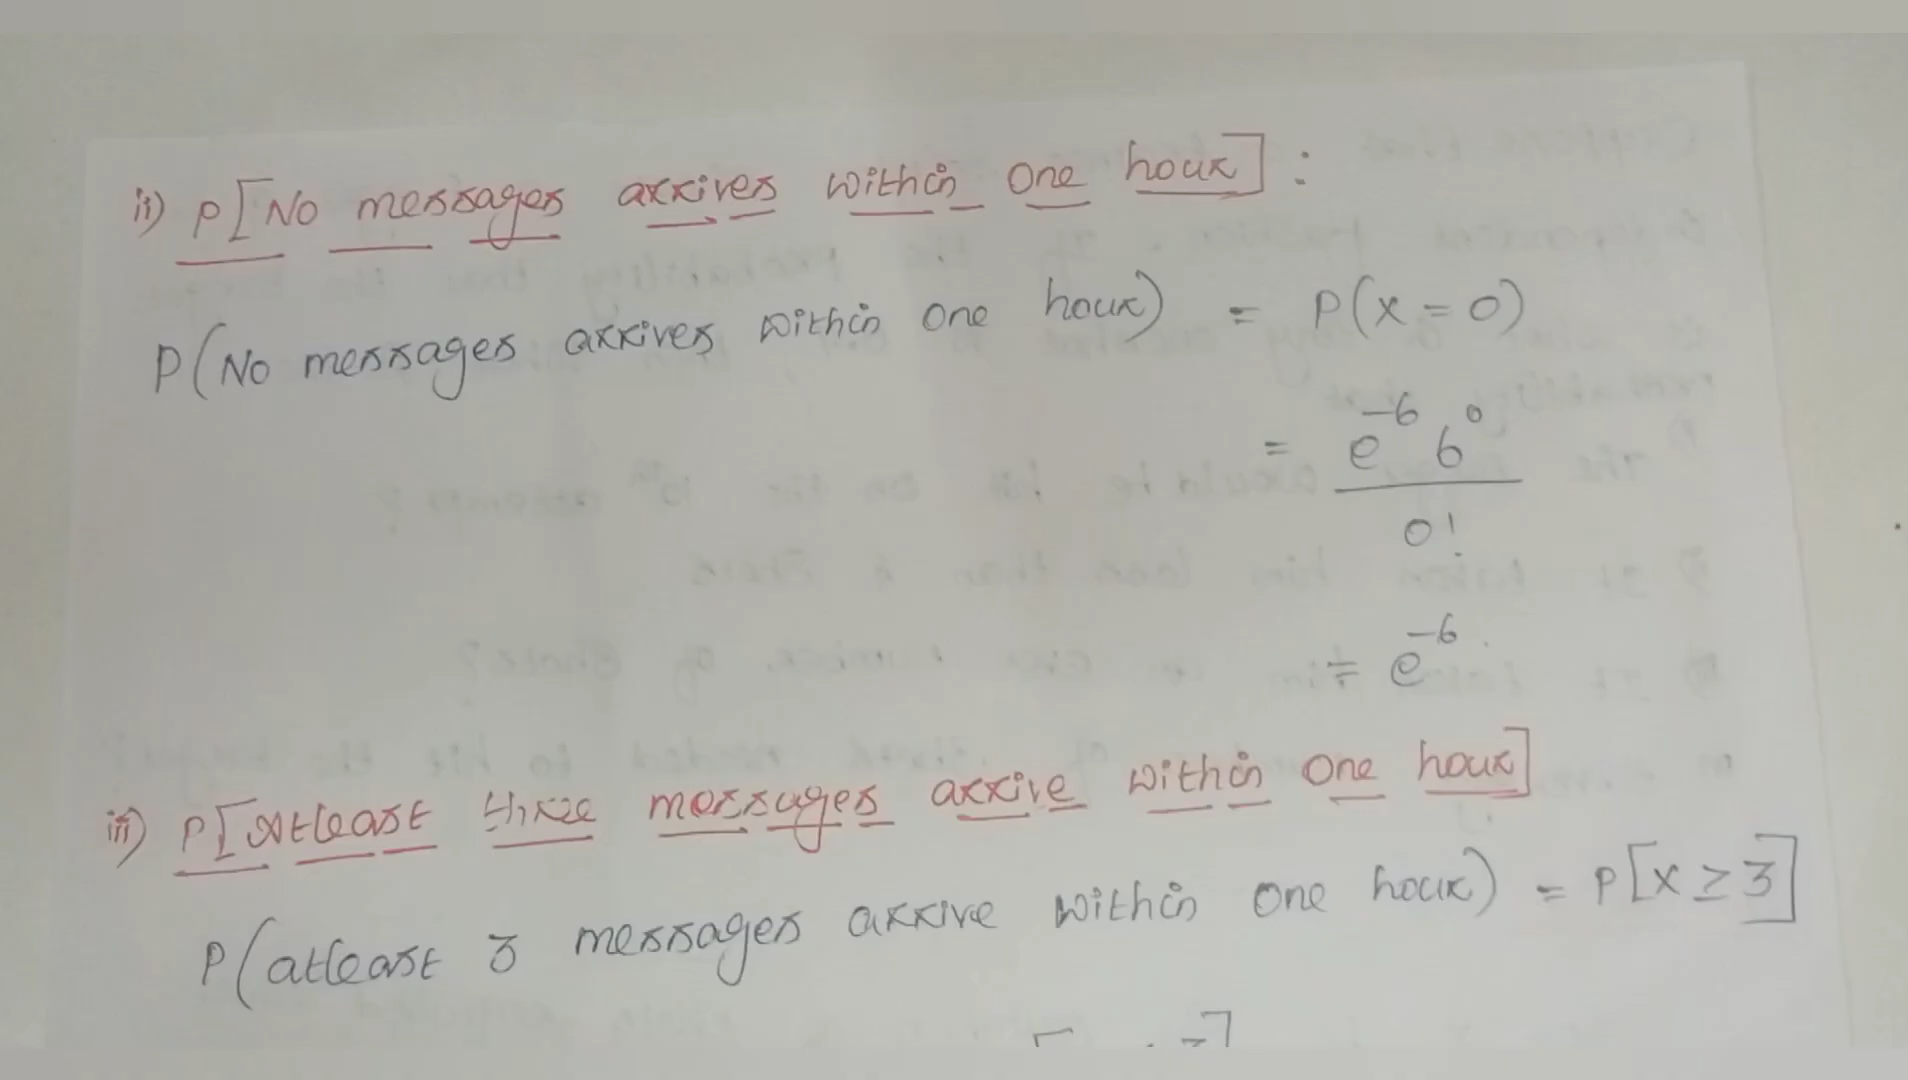 ii) P[No messages arrives within one hour] :
P(No messages arrives within one hour) = P(x=0)
= e^-6 6^0
0!
= e^-6
iii) P[atleast three messages arrive within one hour]
P(atleast 3 messages arrive within one hour) = P[x ≥ 3]